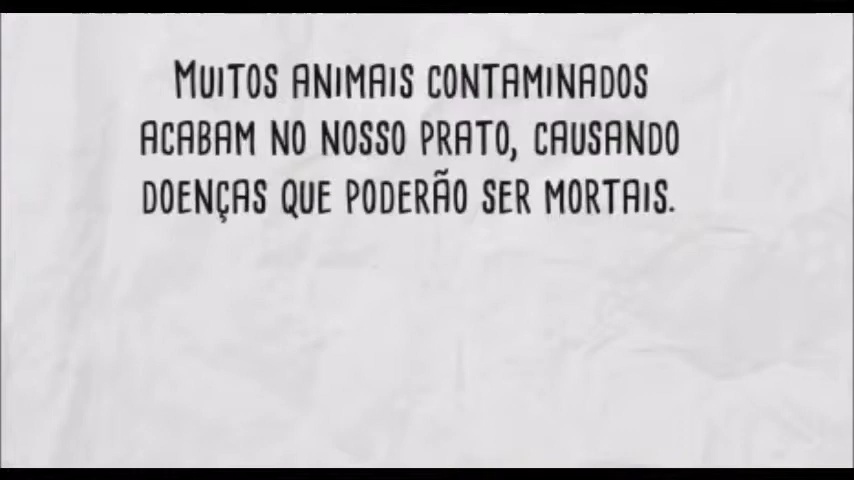 MUITOS ANIMAIS CONTAMINADOS
ACABAM NO NOSSO PRATO, CAUSANDO
DOENÇAS QUE PODERÃO SER MORTAIS.